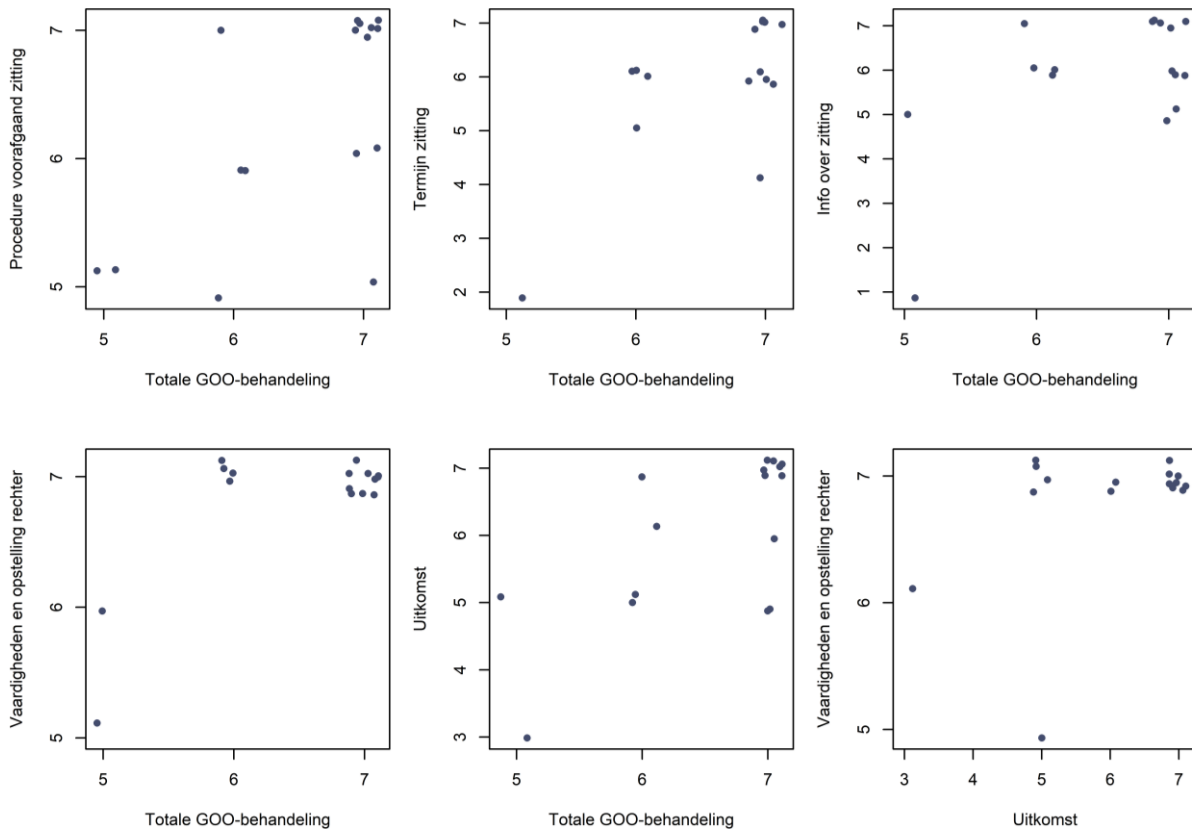 Procedure voorafgaand zitting
7
6
5
5 6 7
Totale GOO-behandeling
Termijn zitting
7
6
5
4
3
2
5 6 7
Totale GOO-behandeling
Info over zitting
7
6
5
4
3
2
1
5 6 7
Totale GOO-behandeling
Vaardigheden en opstelling rechter
7
6
5
5 6 7
Totale GOO-behandeling
Uitkomst
7
6
5
4
3
5 6 7
Totale GOO-behandeling
Vaardigheden en opstelling rechter
7
6
5
3 4 5 6 7
Uitkomst